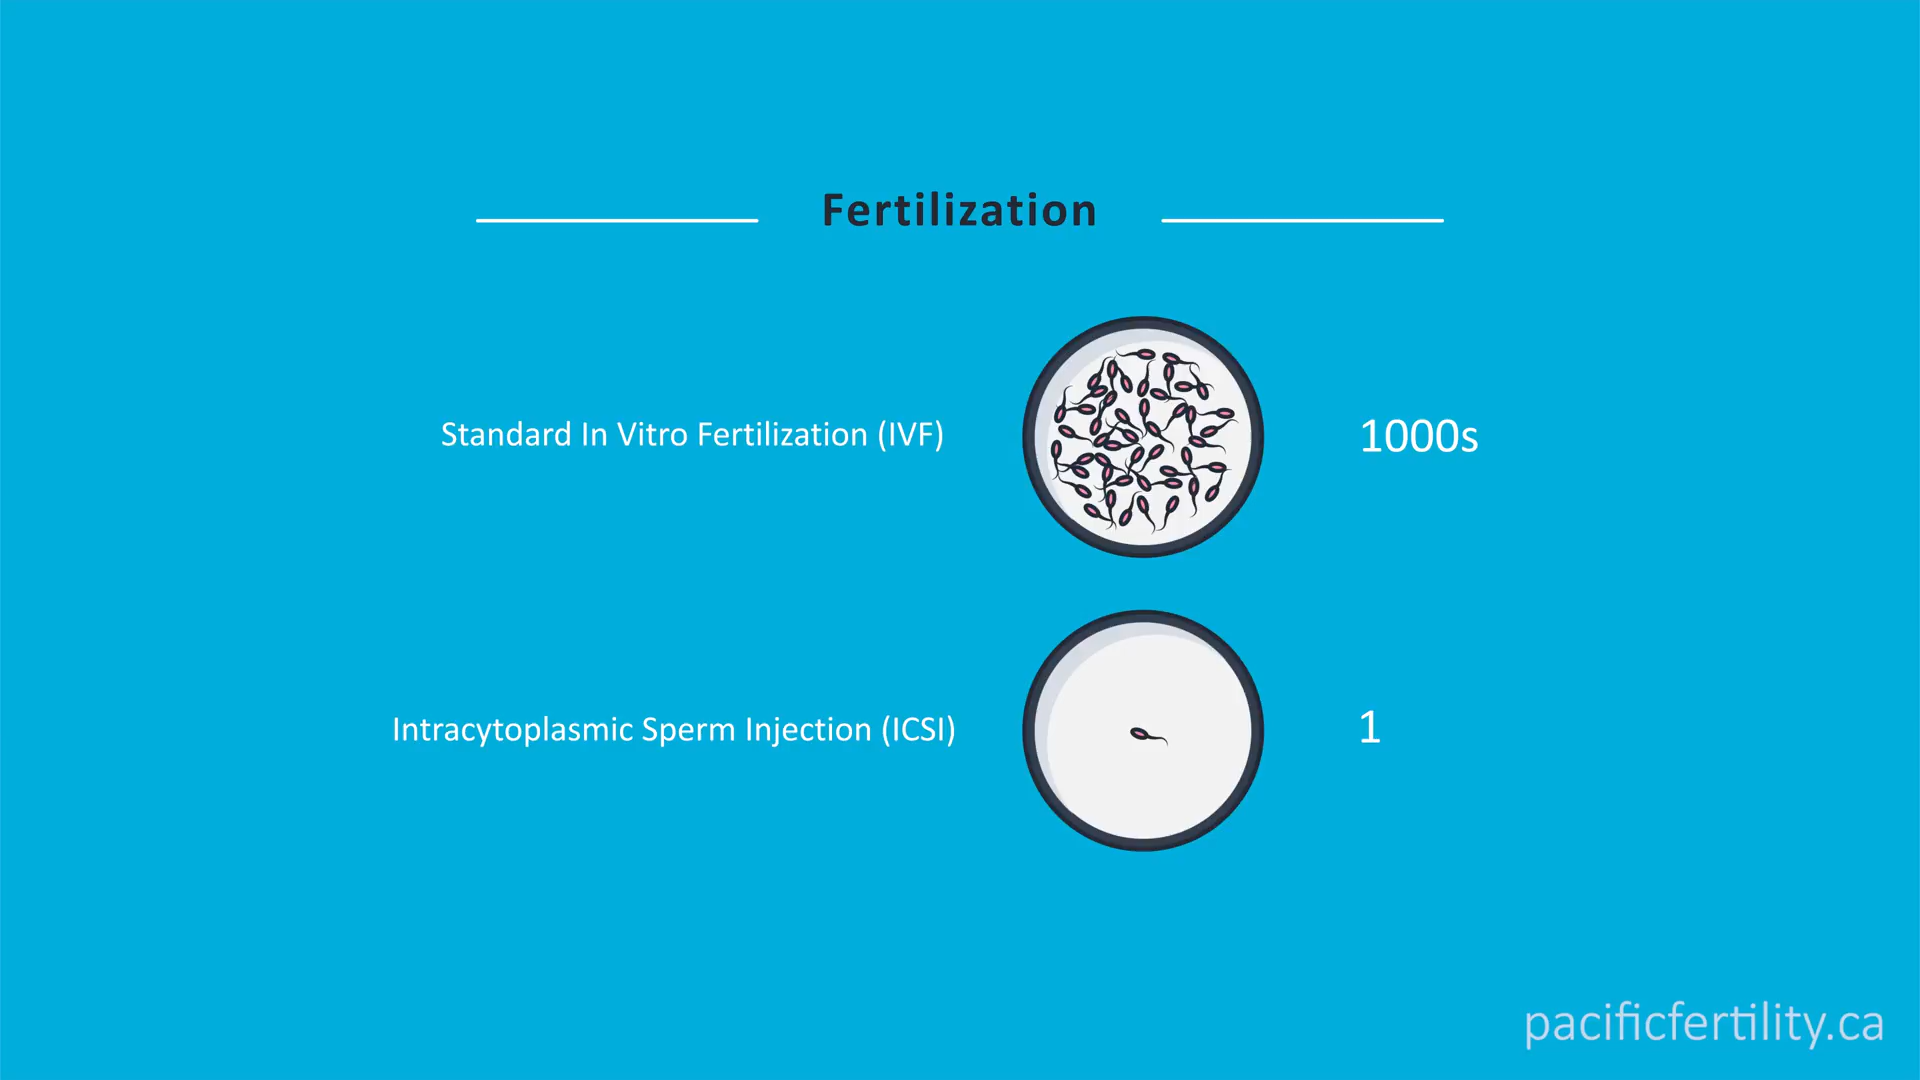 Fertilization
Standard In Vitro Fertilization (IVF)
1000s
Intracytoplasmic Sperm Injection (ICSI)
1
pacificfertility.ca